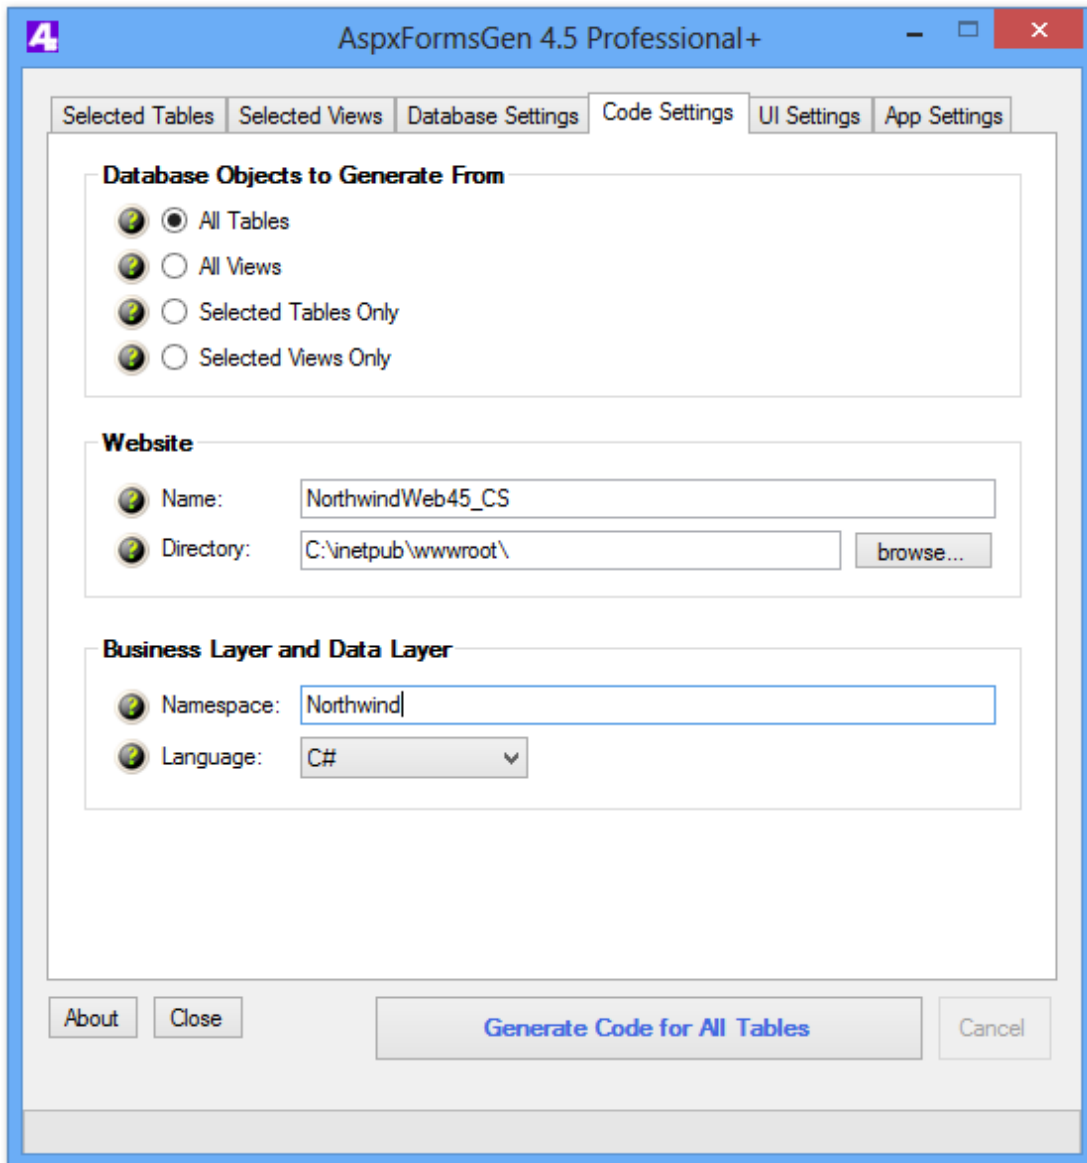 AspxFormsGen 4.5 Professional+
Selected Tables Selected Views Database Settings Code Settings UI Settings App Settings
Database Objects to Generate From
All Tables
All Views
Selected Tables Only
Selected Views Only
Website
Name: NorthwindWeb45_CS
Directory: C:\inetpub\wwwroot\ browse...
Business Layer and Data Layer
Namespace: Northwind
Language: C#
About Close Generate Code for All Tables Cancel